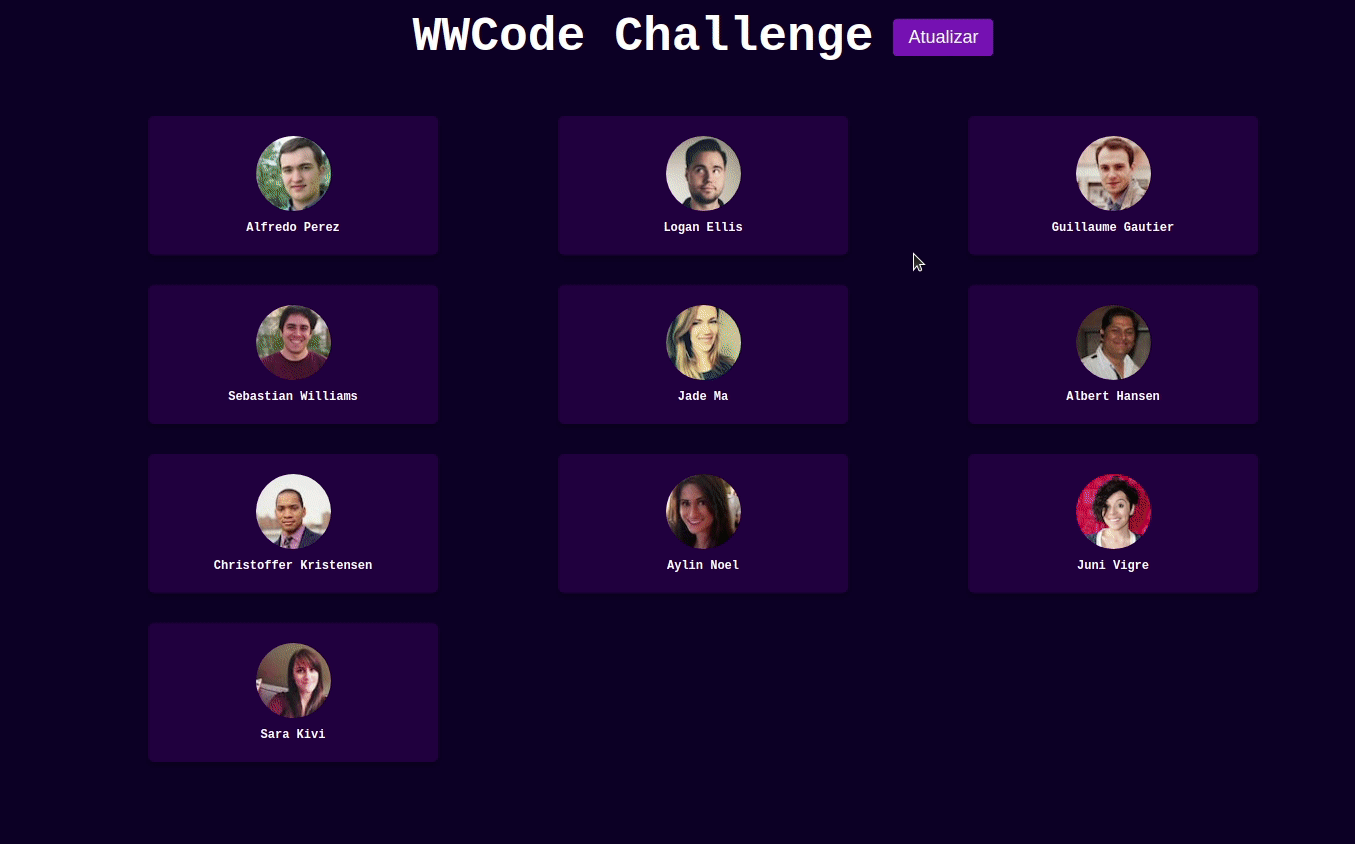 WWCode Challenge Atualizar
Alfredo Perez
Logan Ellis
Guillaume Gautier
Sebastian Williams
Jade Ma
Albert Hansen
Christoffer Kristensen
Aylin Noel
Juni Vigre
Sara Kivi